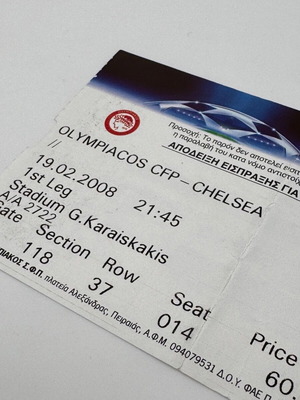 Προσοχή: Το παρόν δεν αποτελεί
η παραλαβή του κατά νόμο
ΑΠΟΔΕΙΞΗ ΕΙΣΠΡΑΞΗΣ ΓΙΑ
OLYMPIACOS CFP - CHELSEA
//
19.02.2008 21:45
1st Leg
Stadium G.Karaiskakis
A/A 2722
Gate Section Row Seat Price
118 37 014 60.
ΠΙΑΚΟΣ Σ.Φ.Π. πλατεία Αλεξάνδρας, Πειραιάς, Α.Φ.Μ. 094079531 Δ.Ο.Υ. ΦΑΕ Π